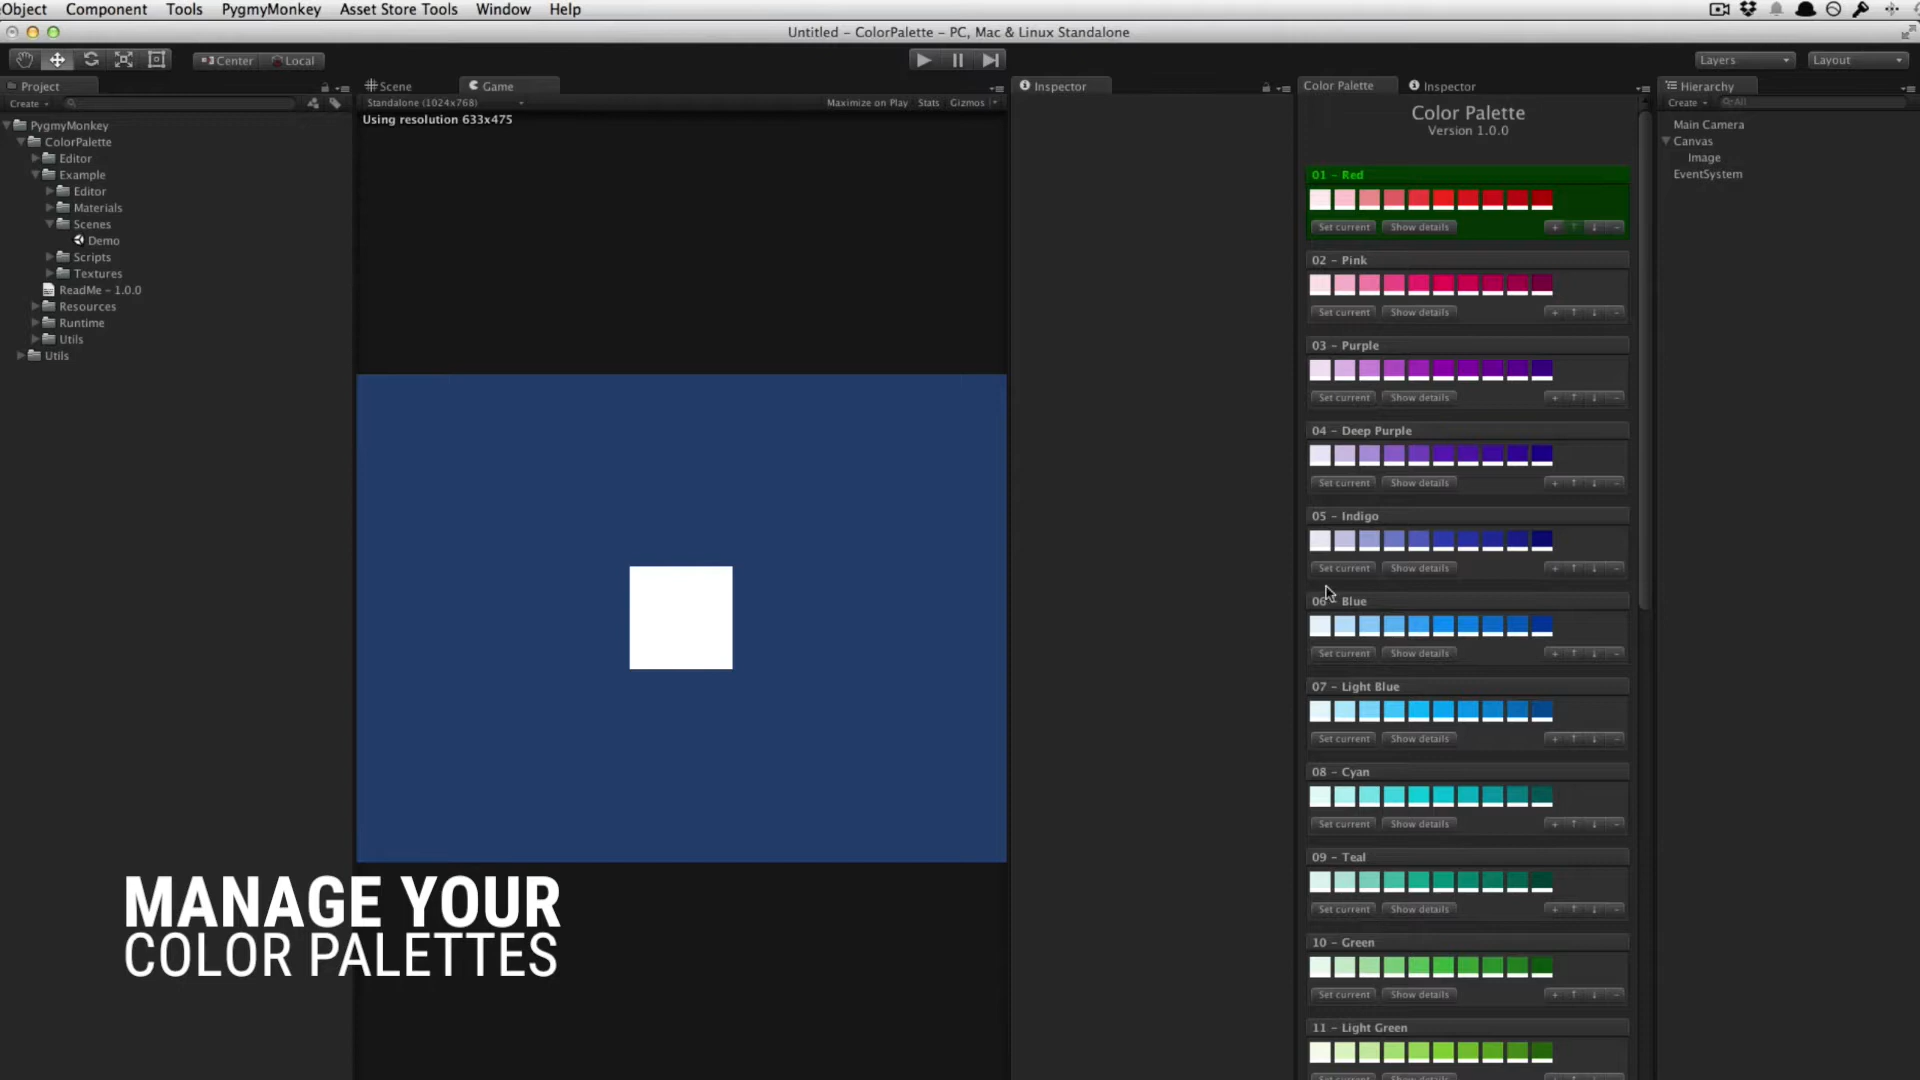 Object Component Tools PygmyMonkey Asset Store Tools Window Help
Untitled – ColorPalette – PC, Mac & Linux Standalone
Center Local
Layers Layout
Project
Create
PygmyMonkey
ColorPalette
Editor
Example
Editor
Materials
Scenes
Demo
Scripts
Textures
ReadMe – 1.0.0
Resources
Runtime
Utils
Utils
Scene Game
Standalone (1024x768) Maximize on Play Stats Gizmos
Using resolution 633x475
MANAGE YOUR
COLOR PALETTES
Inspector
Color Palette Inspector
Color Palette
Version 1.0.0
01 – Red
Set current Show details + ↑ ↓ –
02 – Pink
Set current Show details + ↑ ↓ –
03 – Purple
Set current Show details + ↑ ↓ –
04 – Deep Purple
Set current Show details + ↑ ↓ –
05 – Indigo
Set current Show details + ↑ ↓ –
06 – Blue
Set current Show details + ↑ ↓ –
07 – Light Blue
Set current Show details + ↑ ↓ –
08 – Cyan
Set current Show details + ↑ ↓ –
09 – Teal
Set current Show details + ↑ ↓ –
10 – Green
Set current Show details + ↑ ↓ –
11 – Light Green
Hierarchy
Create All
Main Camera
Canvas
Image
EventSystem